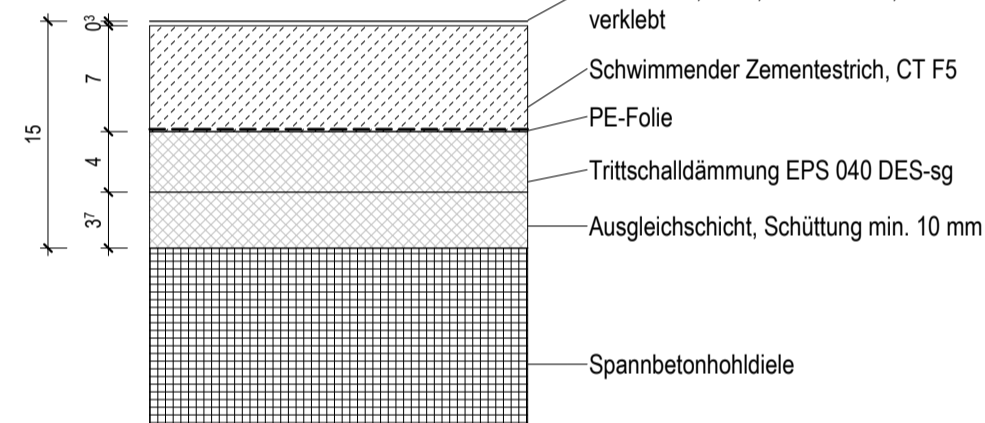 verklebt
Schwimmender Zementestrich, CT F5
PE-Folie
Trittschalldämmung EPS 040 DES-sg
Ausgleichschicht, Schüttung min. 10 mm
Spannbetonhohldiele
15
0³
7
4
3⁷